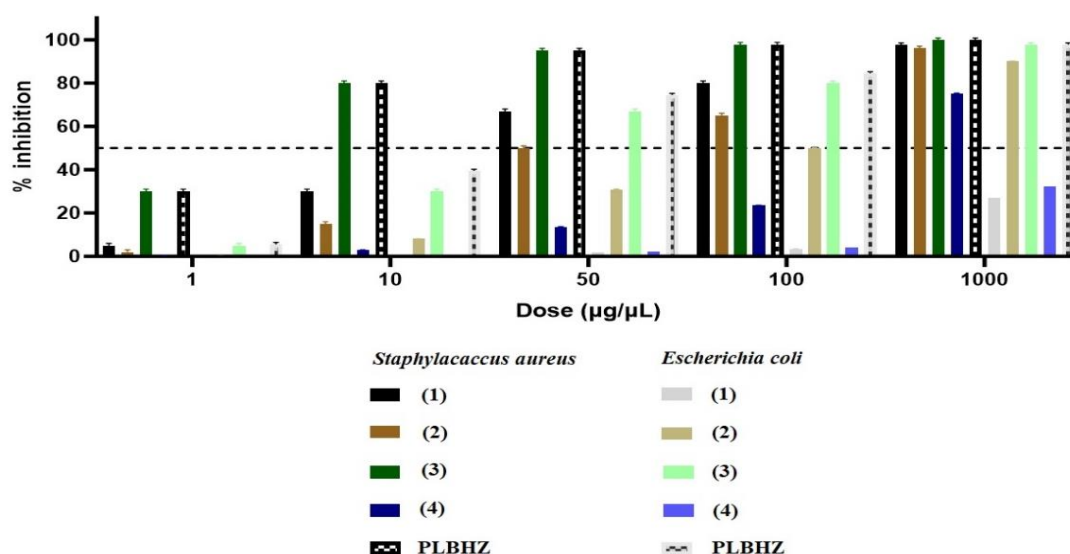 100
80
60
40
20
0
% inhibition
1 10 50 100 1000
Dose (µg/µL)
Staphylacaccus aureus Escherichia coli
(1) (1)
(2) (2)
(3) (3)
(4) (4)
PLBHZ PLBHZ